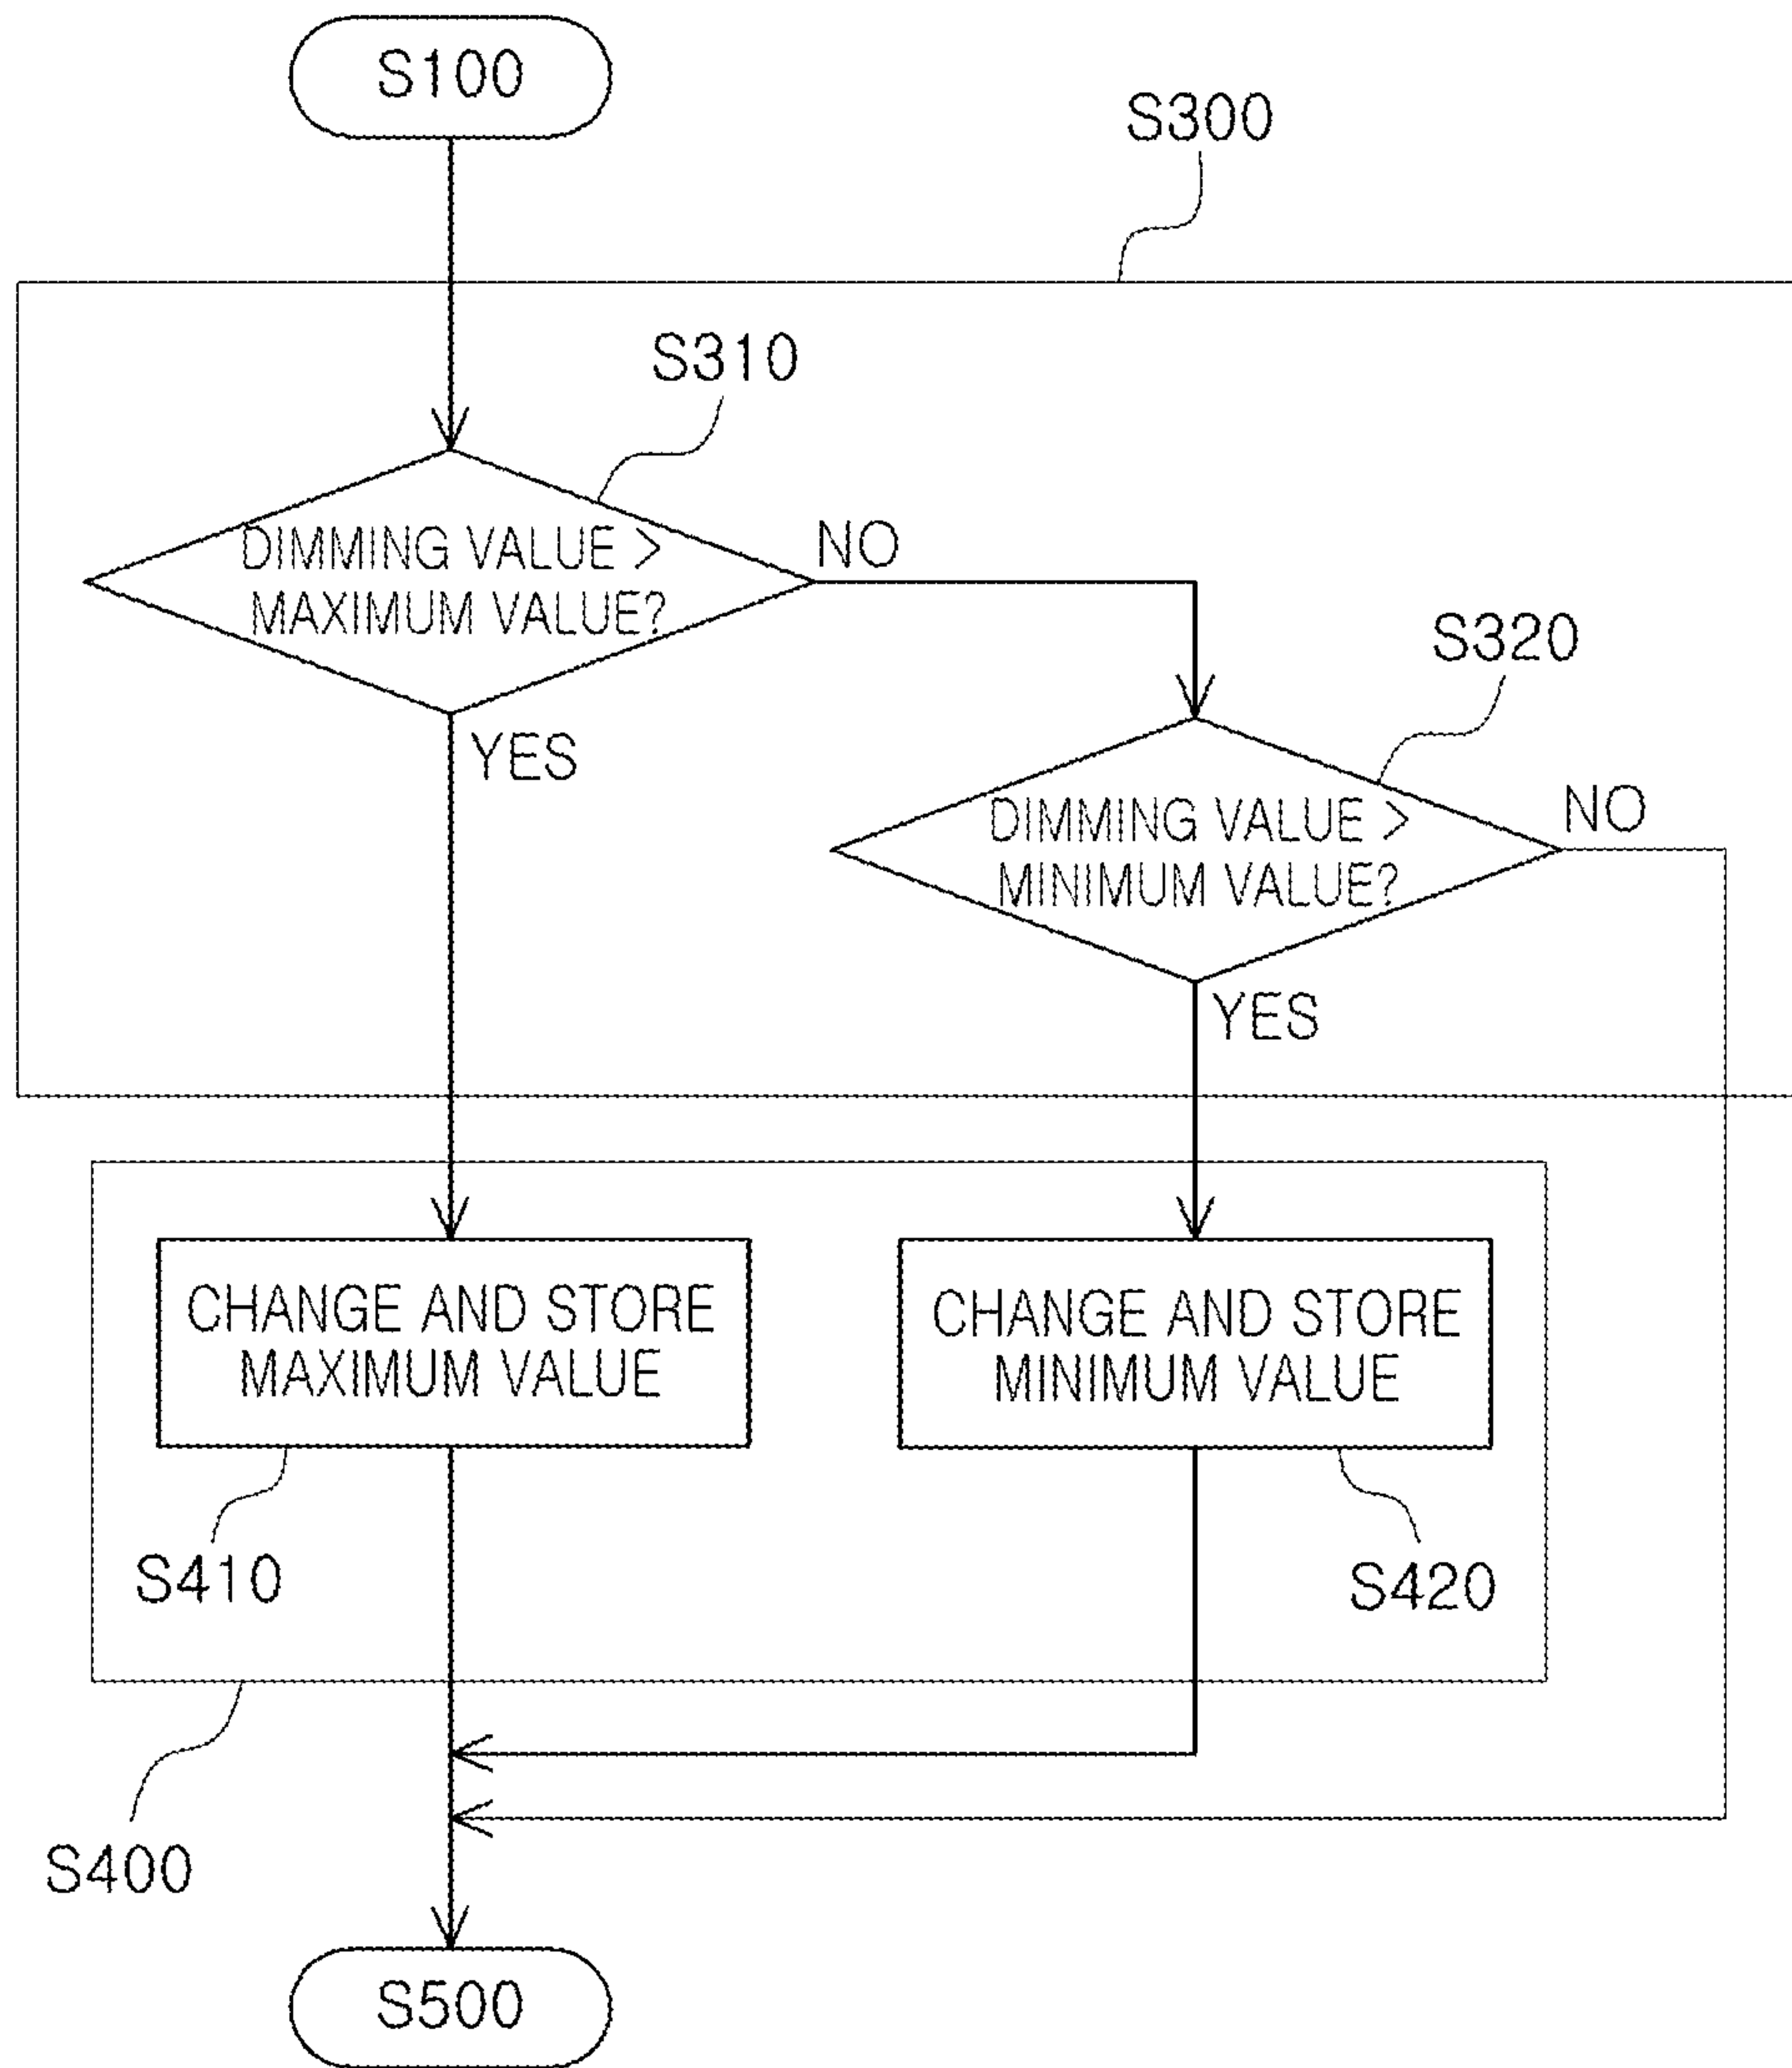 S100
S300
S310
DIMMING VALUE >
MAXIMUM VALUE?
NO
YES
S320
DIMMING VALUE >
MINIMUM VALUE?
NO
YES
CHANGE AND STORE
MAXIMUM VALUE
CHANGE AND STORE
MINIMUM VALUE
S410
S420
S400
S500